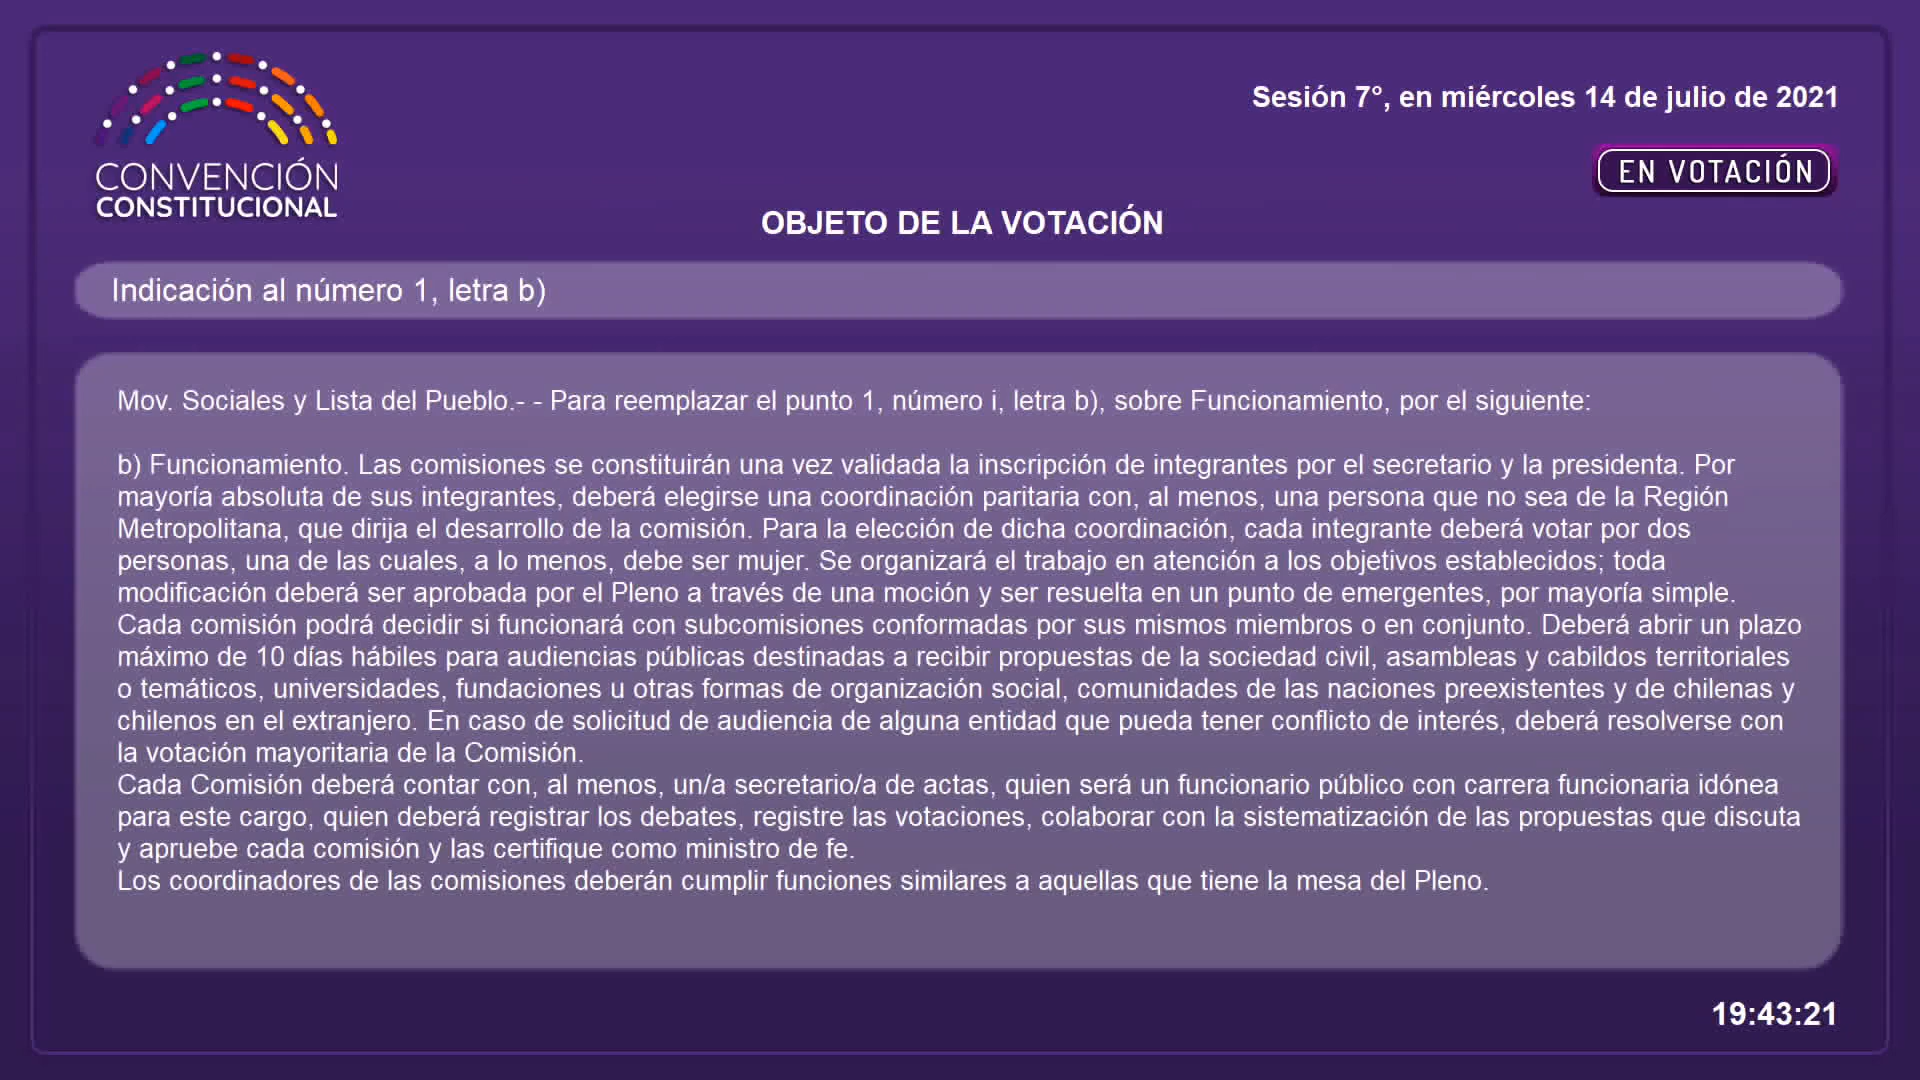 CONVENCIÓN
CONSTITUCIONAL
Sesión 7°, en miércoles 14 de julio de 2021
EN VOTACIÓN
OBJETO DE LA VOTACIÓN
Indicación al número 1, letra b)
Mov. Sociales y Lista del Pueblo.- - Para reemplazar el punto 1, número i, letra b), sobre Funcionamiento, por el siguiente:
b) Funcionamiento. Las comisiones se constituirán una vez validada la inscripción de integrantes por el secretario y la presidenta. Por
mayoría absoluta de sus integrantes, deberá elegirse una coordinación paritaria con, al menos, una persona que no sea de la Región
Metropolitana, que dirija el desarrollo de la comisión. Para la elección de dicha coordinación, cada integrante deberá votar por dos
personas, una de las cuales, a lo menos, debe ser mujer. Se organizará el trabajo en atención a los objetivos establecidos; toda
modificación deberá ser aprobada por el Pleno a través de una moción y ser resuelta en un punto de emergentes, por mayoría simple.
Cada comisión podrá decidir si funcionará con subcomisiones conformadas por sus mismos miembros o en conjunto. Deberá abrir un plazo
máximo de 10 días hábiles para audiencias públicas destinadas a recibir propuestas de la sociedad civil, asambleas y cabildos territoriales
o temáticos, universidades, fundaciones u otras formas de organización social, comunidades de las naciones preexistentes y de chilenas y
chilenos en el extranjero. En caso de solicitud de audiencia de alguna entidad que pueda tener conflicto de interés, deberá resolverse con
la votación mayoritaria de la Comisión.
Cada Comisión deberá contar con, al menos, un/a secretario/a de actas, quien será un funcionario público con carrera funcionaria idónea
para este cargo, quien deberá registrar los debates, registre las votaciones, colaborar con la sistematización de las propuestas que discuta
y apruebe cada comisión y las certifique como ministro de fe.
Los coordinadores de las comisiones deberán cumplir funciones similares a aquellas que tiene la mesa del Pleno.
19:43:21